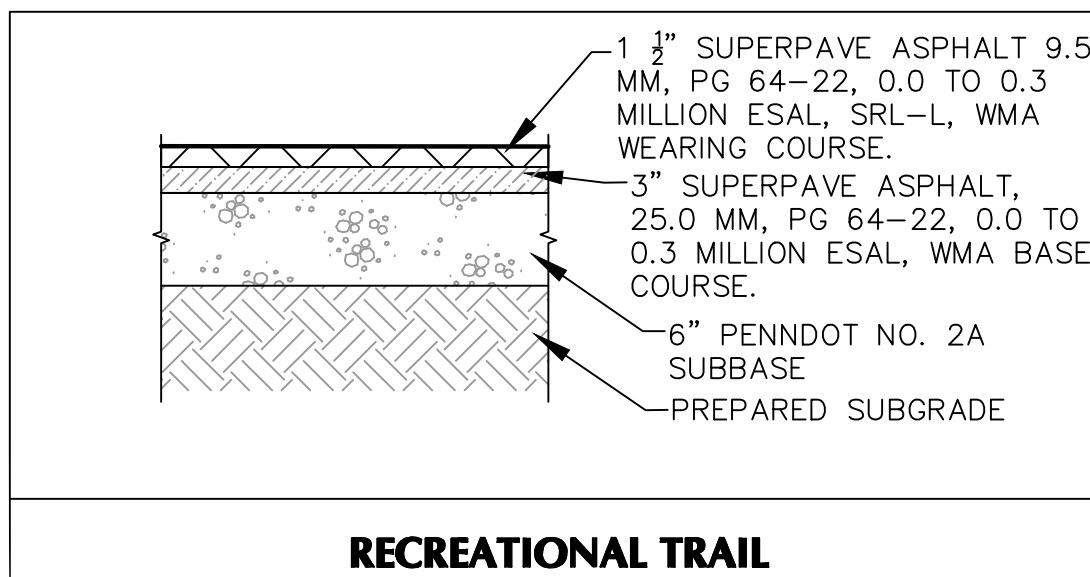 1 ½” SUPERPAVE ASPHALT 9.5
MM, PG 64–22, 0.0 TO 0.3
MILLION ESAL, SRL–L, WMA
WEARING COURSE.
3” SUPERPAVE ASPHALT,
25.0 MM, PG 64–22, 0.0 TO
0.3 MILLION ESAL, WMA BASE
COURSE.
6” PENNDOT NO. 2A
SUBBASE
PREPARED SUBGRADE
RECREATIONAL TRAIL